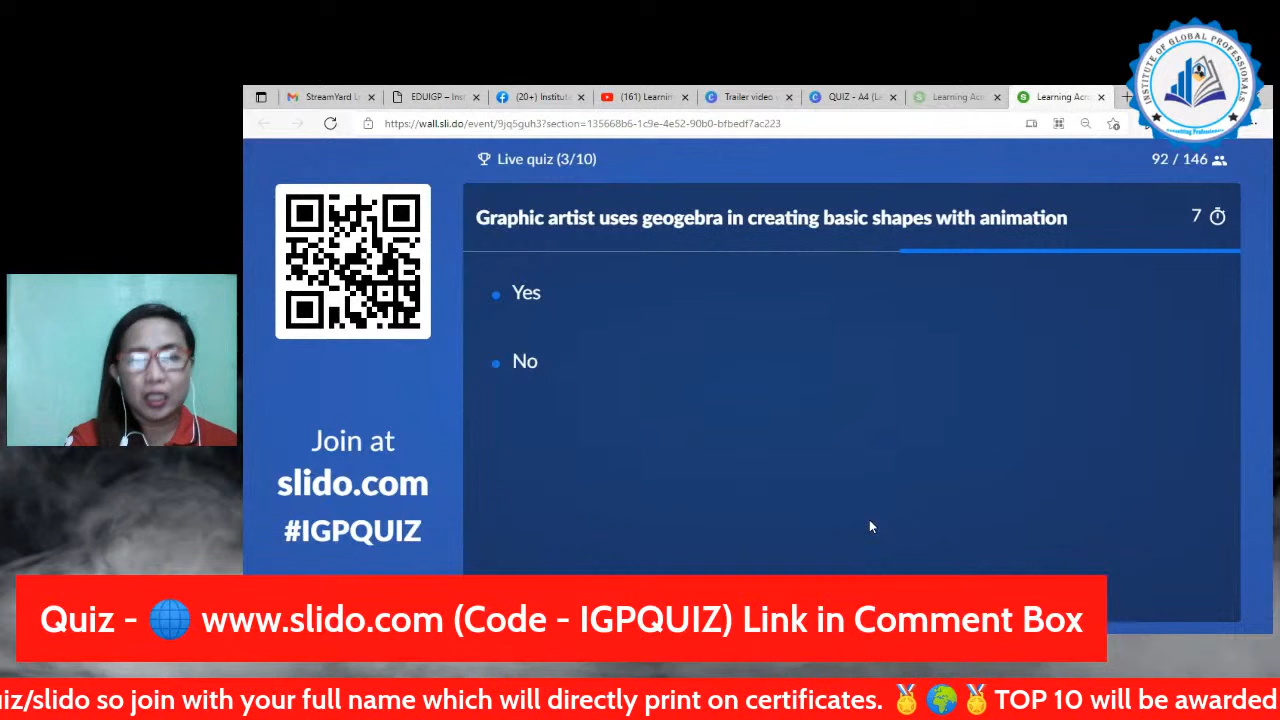 INSTITUTE OF GLOBAL PROFESSIONALS
StreamYard
EDUIGP – Inst
(20+) Institut
(161) Learnin
Trailer video
QUIZ - A4 (L
Learning Acr
Learning Acr
https://wall.sli.do/event/9jq5guh3?section=135668b6-1c9e-4e52-90b0-bfbedf7ac223
Live quiz (3/10)
92 / 146
Graphic artist uses geogebra in creating basic shapes with animation
7
Yes
No
Join at
slido.com
#IGPQUIZ
Quiz - 🌐 www.slido.com (Code - IGPQUIZ) Link in Comment Box
iz/slido so join with your full name which will directly print on certificates. 🏅🌍🏅TOP 10 will be awarded